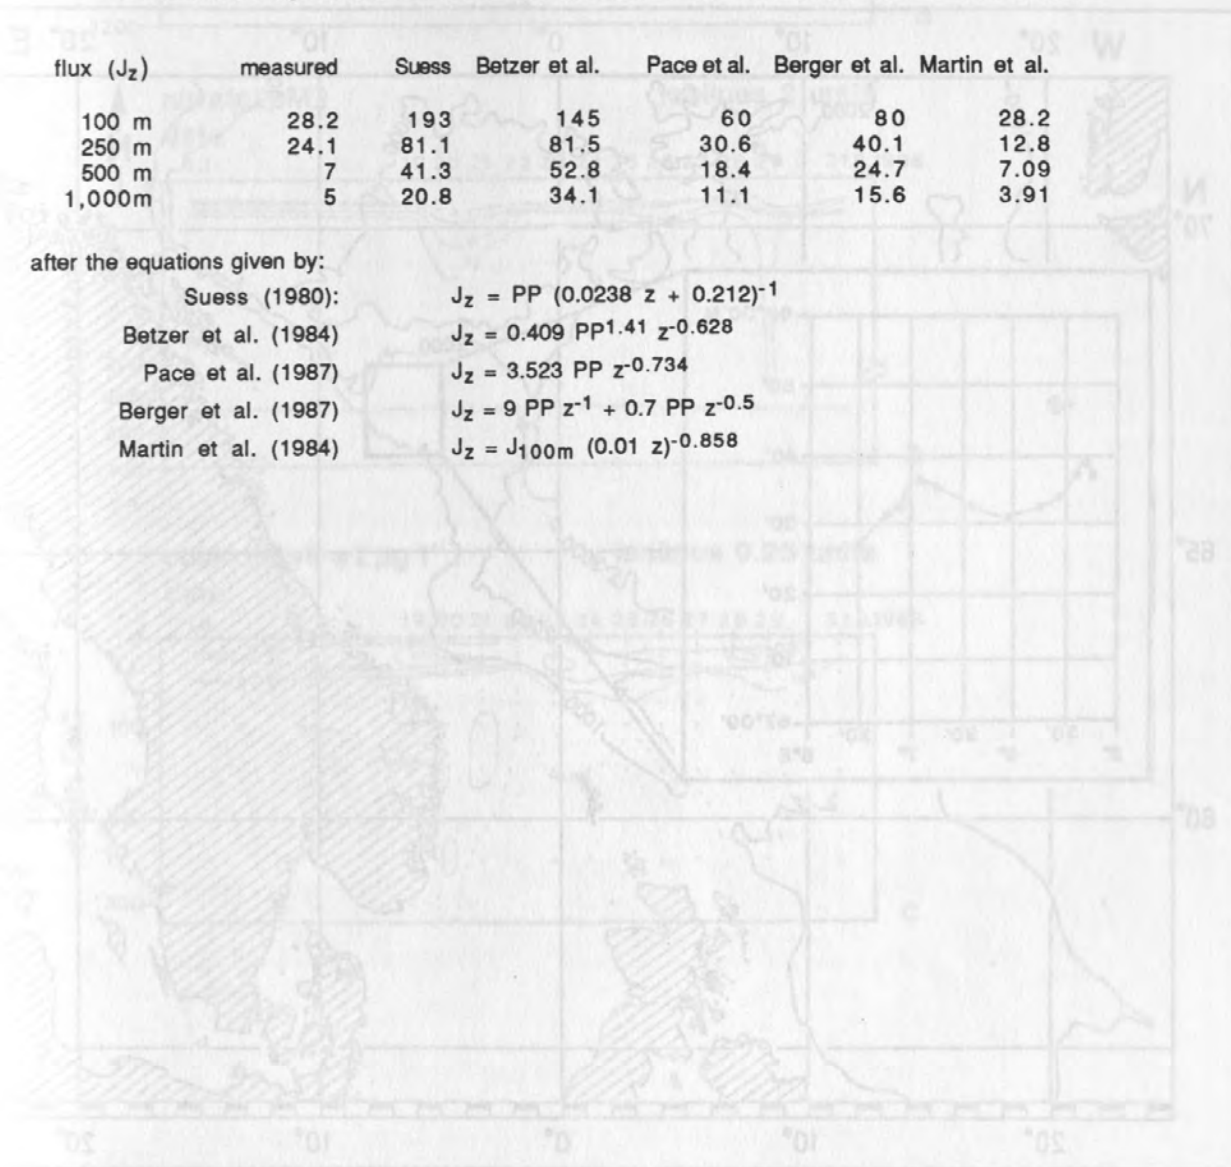 flux (Jz) measured Suess Betzer et al. Pace et al. Berger et al. Martin et al.
100 m 28.2 193 145 60 80 28.2
250 m 24.1 81.1 81.5 30.6 40.1 12.8
500 m 7 41.3 52.8 18.4 24.7 7.09
1,000m 5 20.8 34.1 11.1 15.6 3.91
after the equations given by:
Suess (1980): Jz = PP (0.0238 z + 0.212)-1
Betzer et al. (1984) Jz = 0.409 PP1.41 z-0.628
Pace et al. (1987) Jz = 3.523 PP z-0.734
Berger et al. (1987) Jz = 9 PP z-1 + 0.7 PP z-0.5
Martin et al. (1984) Jz = J100m (0.01 z)-0.858